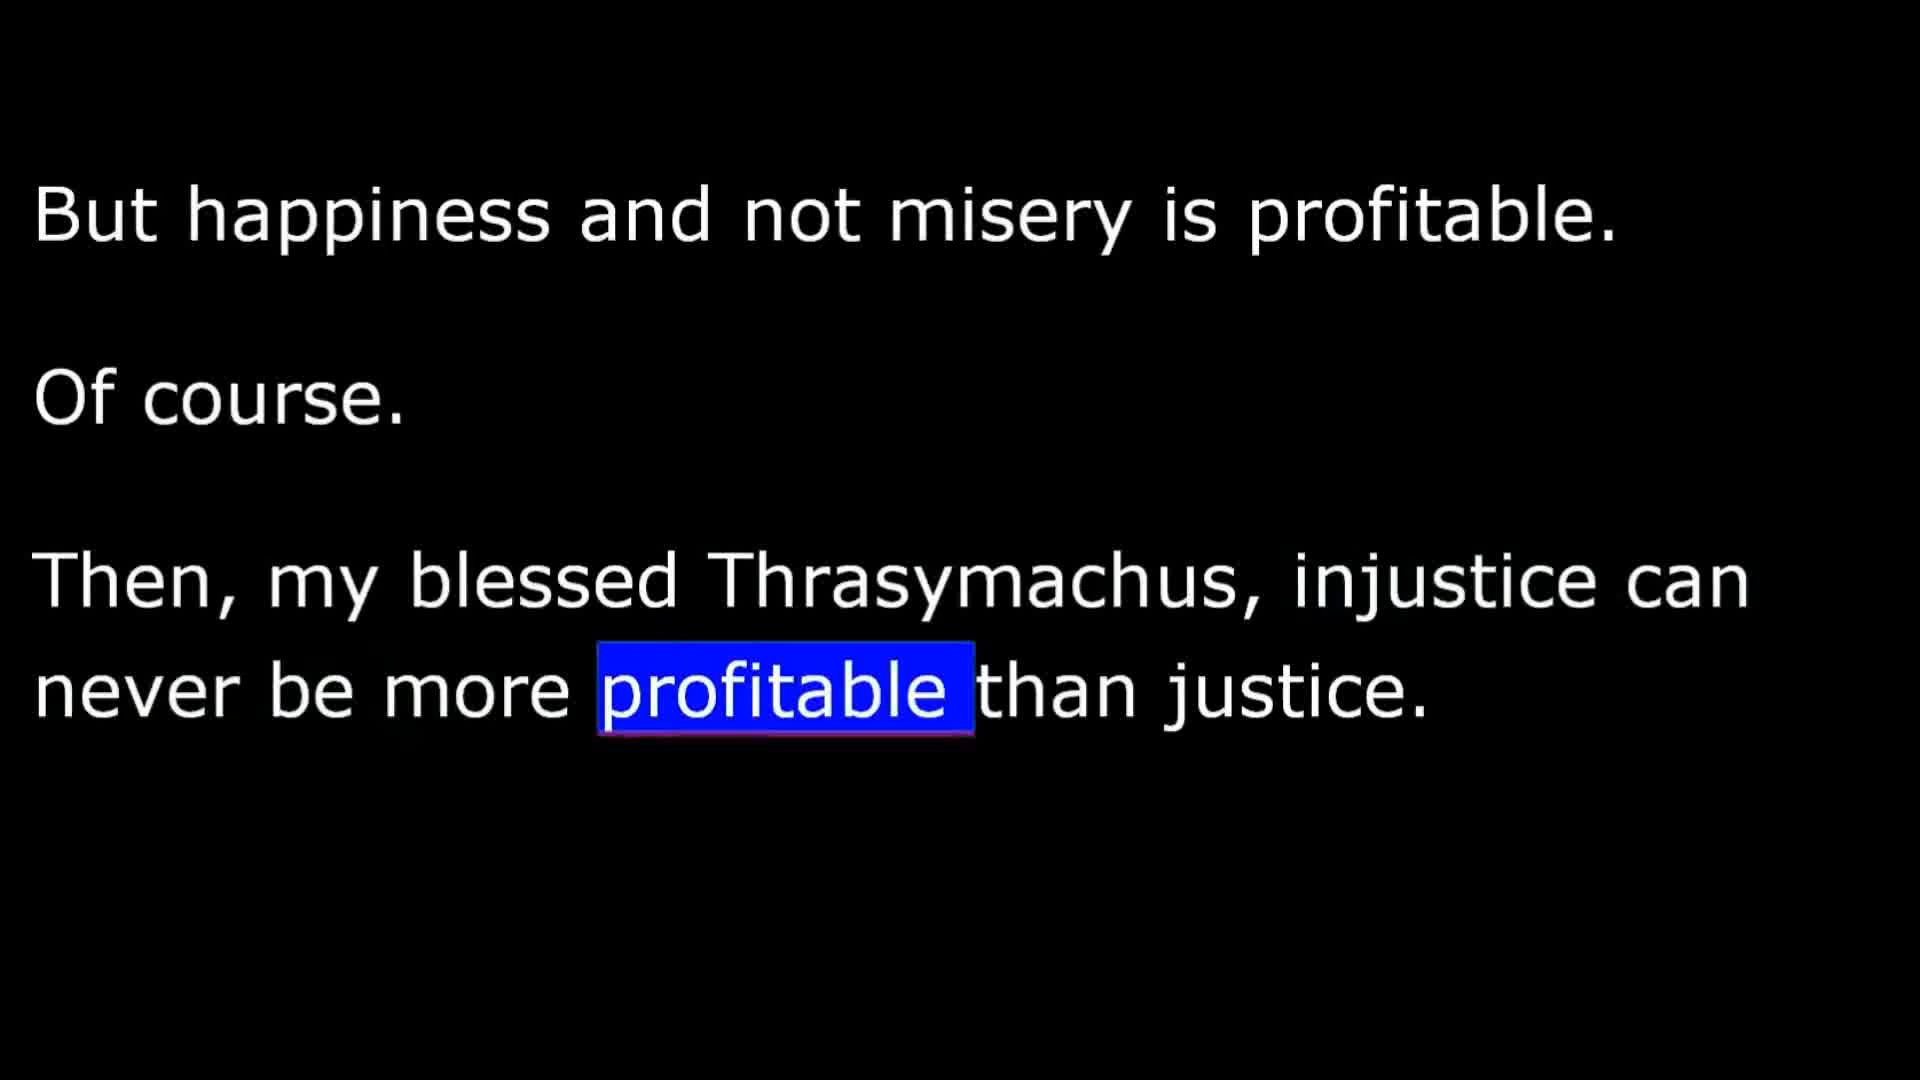 But happiness and not misery is profitable.
Of course.
Then, my blessed Thrasymachus, injustice can
never be more profitable than justice.